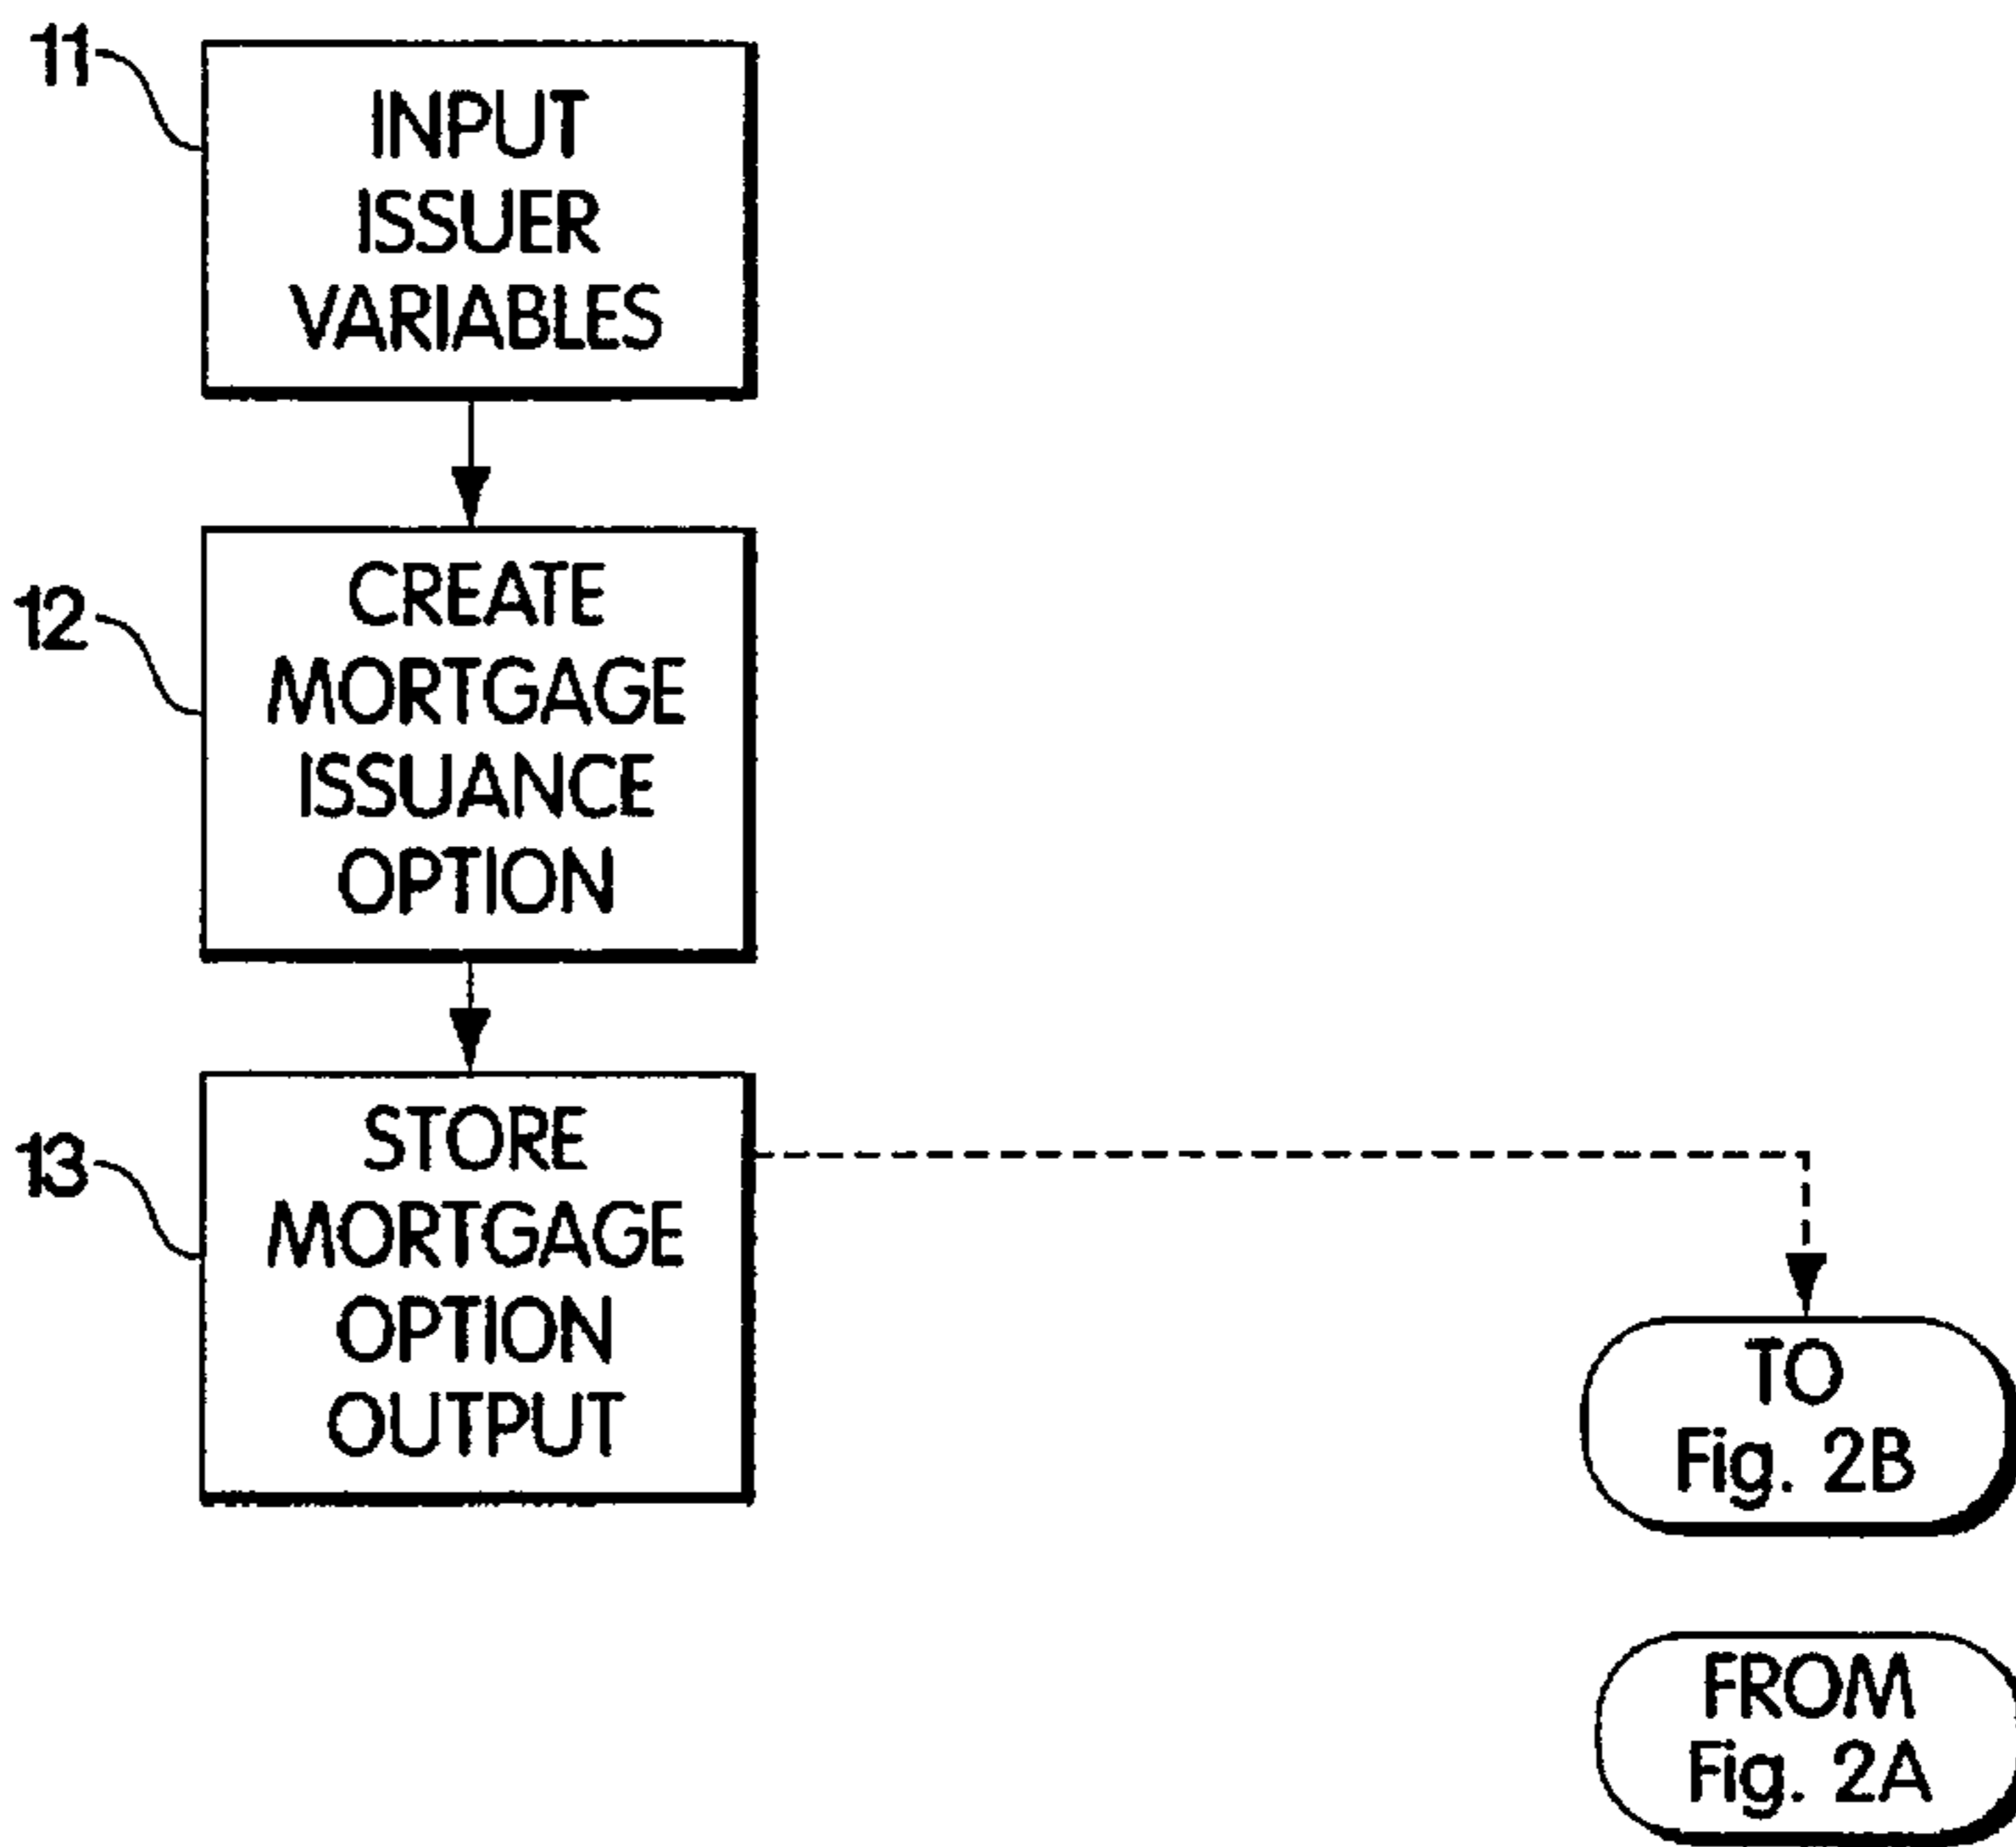 11
INPUT
ISSUER
VARIABLES
12
CREATE
MORTGAGE
ISSUANCE
OPTION
13
STORE
MORTGAGE
OPTION
OUTPUT
TO
Fig. 2B
FROM
Fig. 2A